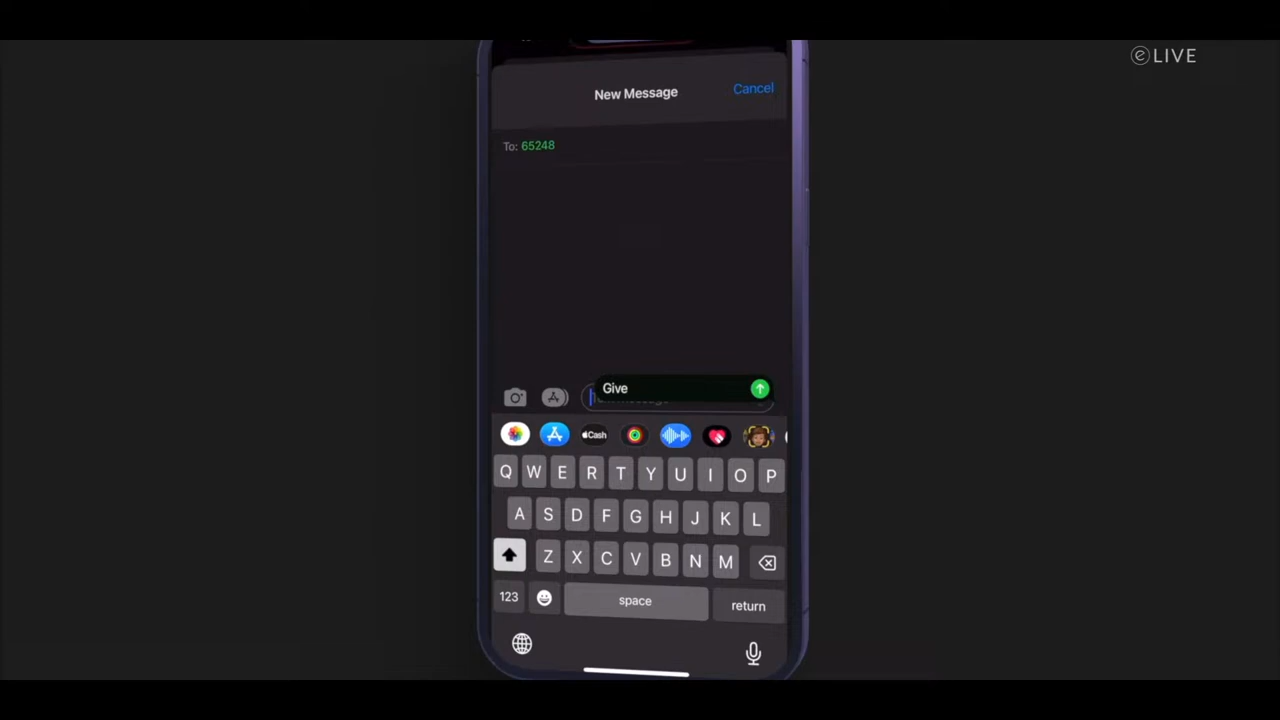 ⓔ LIVE
New Message
Cancel
To: 65248
Give
Cash
Q W E R T Y U I O P
A S D F G H J K L
Z X C V B N M
123
space
return